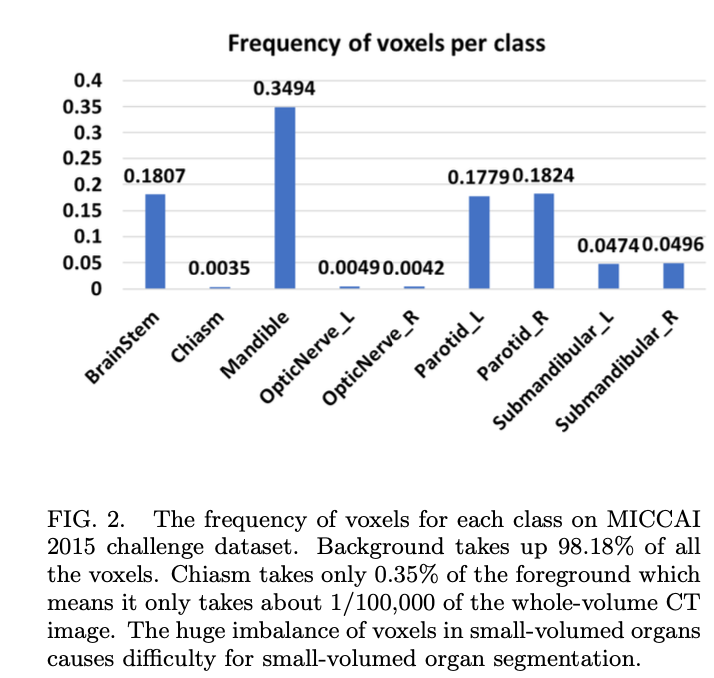 Frequency of voxels per class
0.4
0.35
0.3
0.25
0.2
0.15
0.1
0.05
0
0.1807
0.0035
0.3494
0.0049
0.0042
0.1779
0.1824
0.0474
0.0496
BrainStem
Chiasm
Mandible
OpticNerve_L
OpticNerve_R
Parotid_L
Parotid_R
Submandibular_L
Submandibular_R
FIG. 2. The frequency of voxels for each class on MICCAI
2015 challenge dataset. Background takes up 98.18% of all
the voxels. Chiasm takes only 0.35% of the foreground which
means it only takes about 1/100,000 of the whole-volume CT
image. The huge imbalance of voxels in small-volumed organs
causes difficulty for small-volumed organ segmentation.